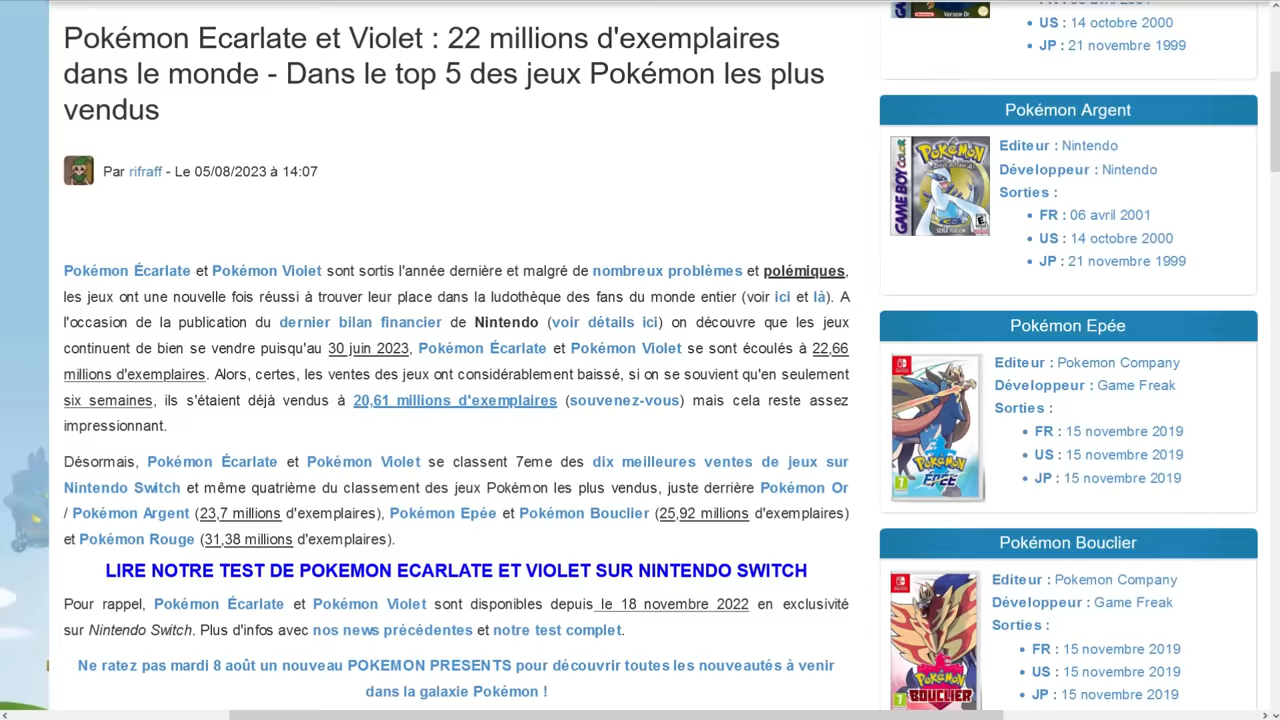 Pokémon Ecarlate et Violet : 22 millions d'exemplaires
dans le monde - Dans le top 5 des jeux Pokémon les plus
vendus
Par rifraff - Le 05/08/2023 à 14:07
Pokémon Écarlate et Pokémon Violet sont sortis l'année dernière et malgré de nombreux problèmes et polémiques,
les jeux ont une nouvelle fois réussi à trouver leur place dans la ludothèque des fans du monde entier (voir ici et là). A
l'occasion de la publication du dernier bilan financier de Nintendo (voir détails ici) on découvre que les jeux
continuent de bien se vendre puisqu'au 30 juin 2023, Pokémon Écarlate et Pokémon Violet se sont écoulés à 22,66
millions d'exemplaires. Alors, certes, les ventes des jeux ont considérablement baissé, si on se souvient qu'en seulement
six semaines, ils s'étaient déjà vendus à 20,61 millions d'exemplaires (souvenez-vous) mais cela reste assez
impressionnant.
Désormais, Pokémon Écarlate et Pokémon Violet se classent 7eme des dix meilleures ventes de jeux sur
Nintendo Switch et même quatrième du classement des jeux Pokémon les plus vendus, juste derrière Pokémon Or
/ Pokémon Argent (23,7 millions d'exemplaires), Pokémon Epée et Pokémon Bouclier (25,92 millions d'exemplaires)
et Pokémon Rouge (31,38 millions d'exemplaires).
LIRE NOTRE TEST DE POKEMON ECARLATE ET VIOLET SUR NINTENDO SWITCH
Pour rappel, Pokémon Écarlate et Pokémon Violet sont disponibles depuis le 18 novembre 2022 en exclusivité
sur Nintendo Switch. Plus d'infos avec nos news précédentes et notre test complet.
Ne ratez pas mardi 8 août un nouveau POKEMON PRESENTS pour découvrir toutes les nouveautés à venir
dans la galaxie Pokémon !
US : 14 octobre 2000
JP : 21 novembre 1999
Pokémon Argent
GAME BOY COLOR
POKéMON
Editeur : Nintendo
Développeur : Nintendo
Sorties :
FR : 06 avril 2001
US : 14 octobre 2000
JP : 21 novembre 1999
Pokémon Epée
POKéMON
ÉPÉE
7
Editeur : Pokemon Company
Développeur : Game Freak
Sorties :
FR : 15 novembre 2019
US : 15 novembre 2019
JP : 15 novembre 2019
Pokémon Bouclier
POKéMON
BOUCLIER
7
Editeur : Pokemon Company
Développeur : Game Freak
Sorties :
FR : 15 novembre 2019
US : 15 novembre 2019
JP : 15 novembre 2019